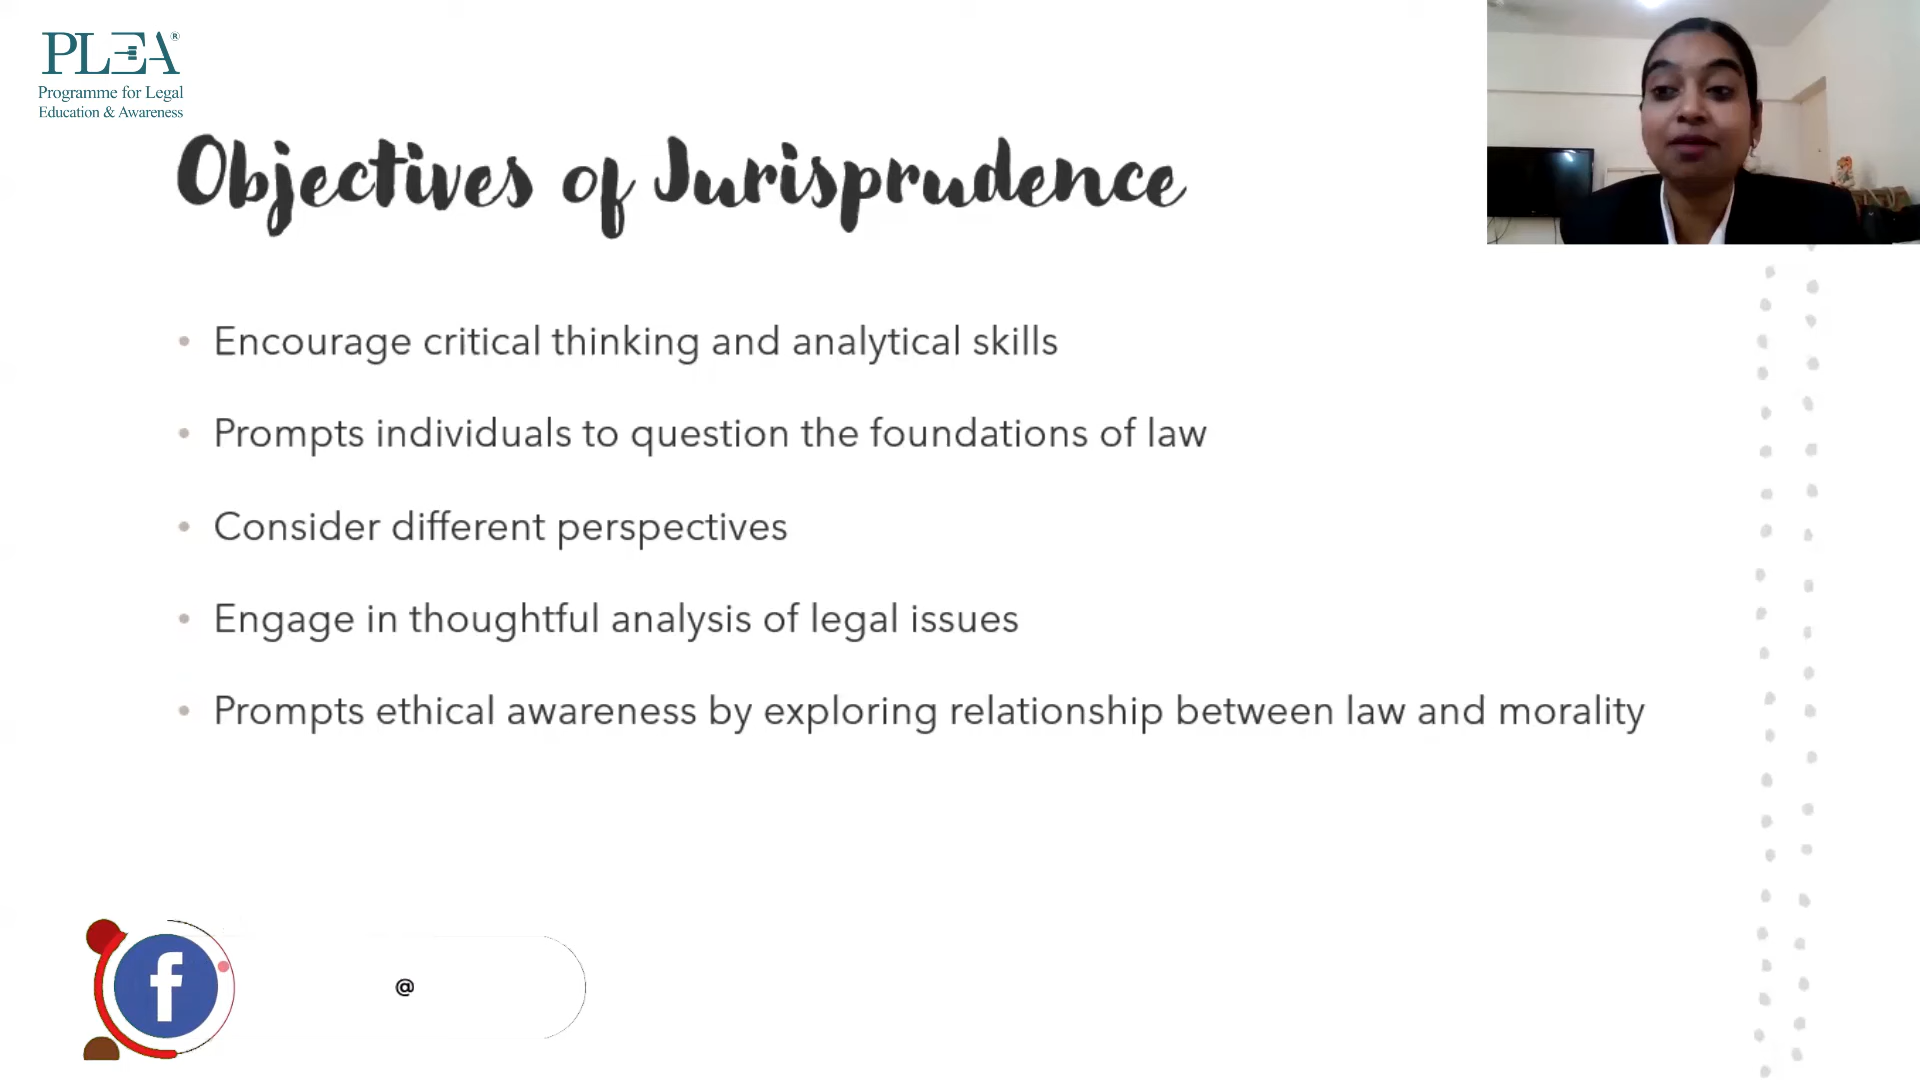 PLEA®
Programme for Legal
Education & Awareness
Objectives of Jurisprudence
• Encourage critical thinking and analytical skills
• Prompts individuals to question the foundations of law
• Consider different perspectives
• Engage in thoughtful analysis of legal issues
• Prompts ethical awareness by exploring relationship between law and morality
f
@